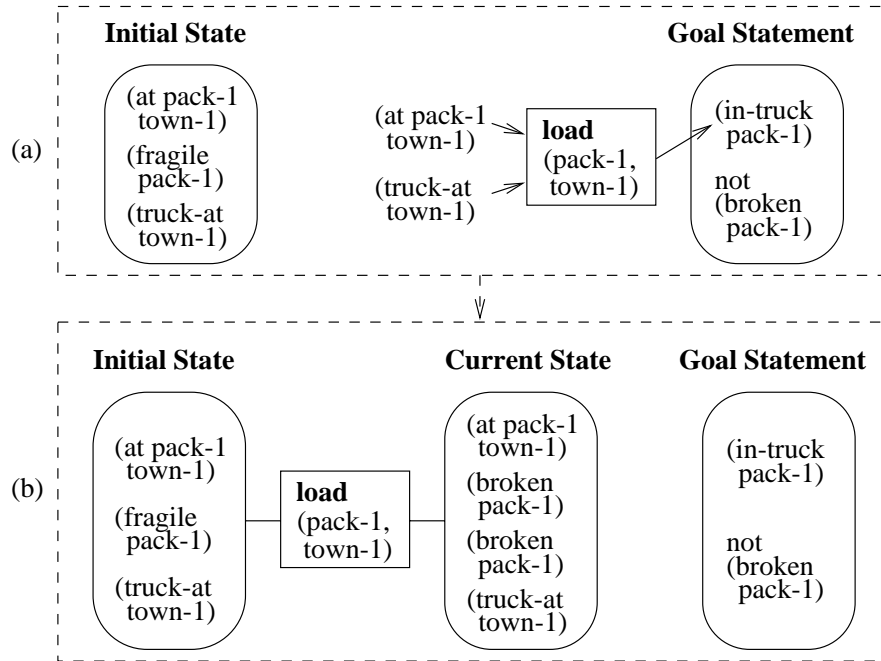 Initial State
Goal Statement
(a)
(at pack-1
town-1)
(fragile
pack-1)
(truck-at
town-1)
(at pack-1
town-1)
(truck-at
town-1)
load
(pack-1,
town-1)
(in-truck
pack-1)
not
(broken
pack-1)
Initial State
Current State
Goal Statement
(b)
(at pack-1
town-1)
(fragile
pack-1)
(truck-at
town-1)
load
(pack-1,
town-1)
(at pack-1
town-1)
(broken
pack-1)
(broken
pack-1)
(truck-at
town-1)
(in-truck
pack-1)
not
(broken
pack-1)